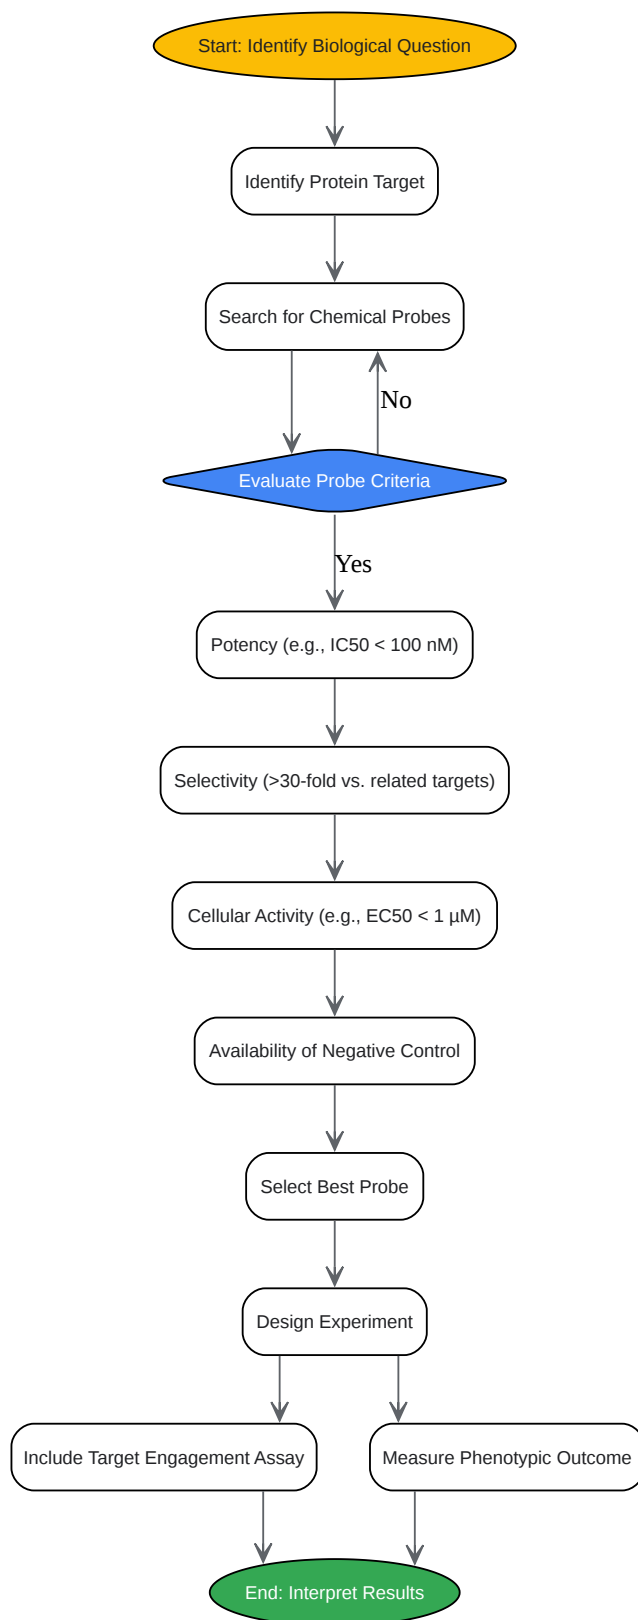 Start: Identify Biological Question
Identify Protein Target
Search for Chemical Probes
No
Evaluate Probe Criteria
Yes
Potency (e.g., IC50 < 100 nM)
Selectivity (>30-fold vs. related targets)
Cellular Activity (e.g., EC50 < 1 µM)
Availability of Negative Control
Select Best Probe
Design Experiment
Include Target Engagement Assay
Measure Phenotypic Outcome
End: Interpret Results